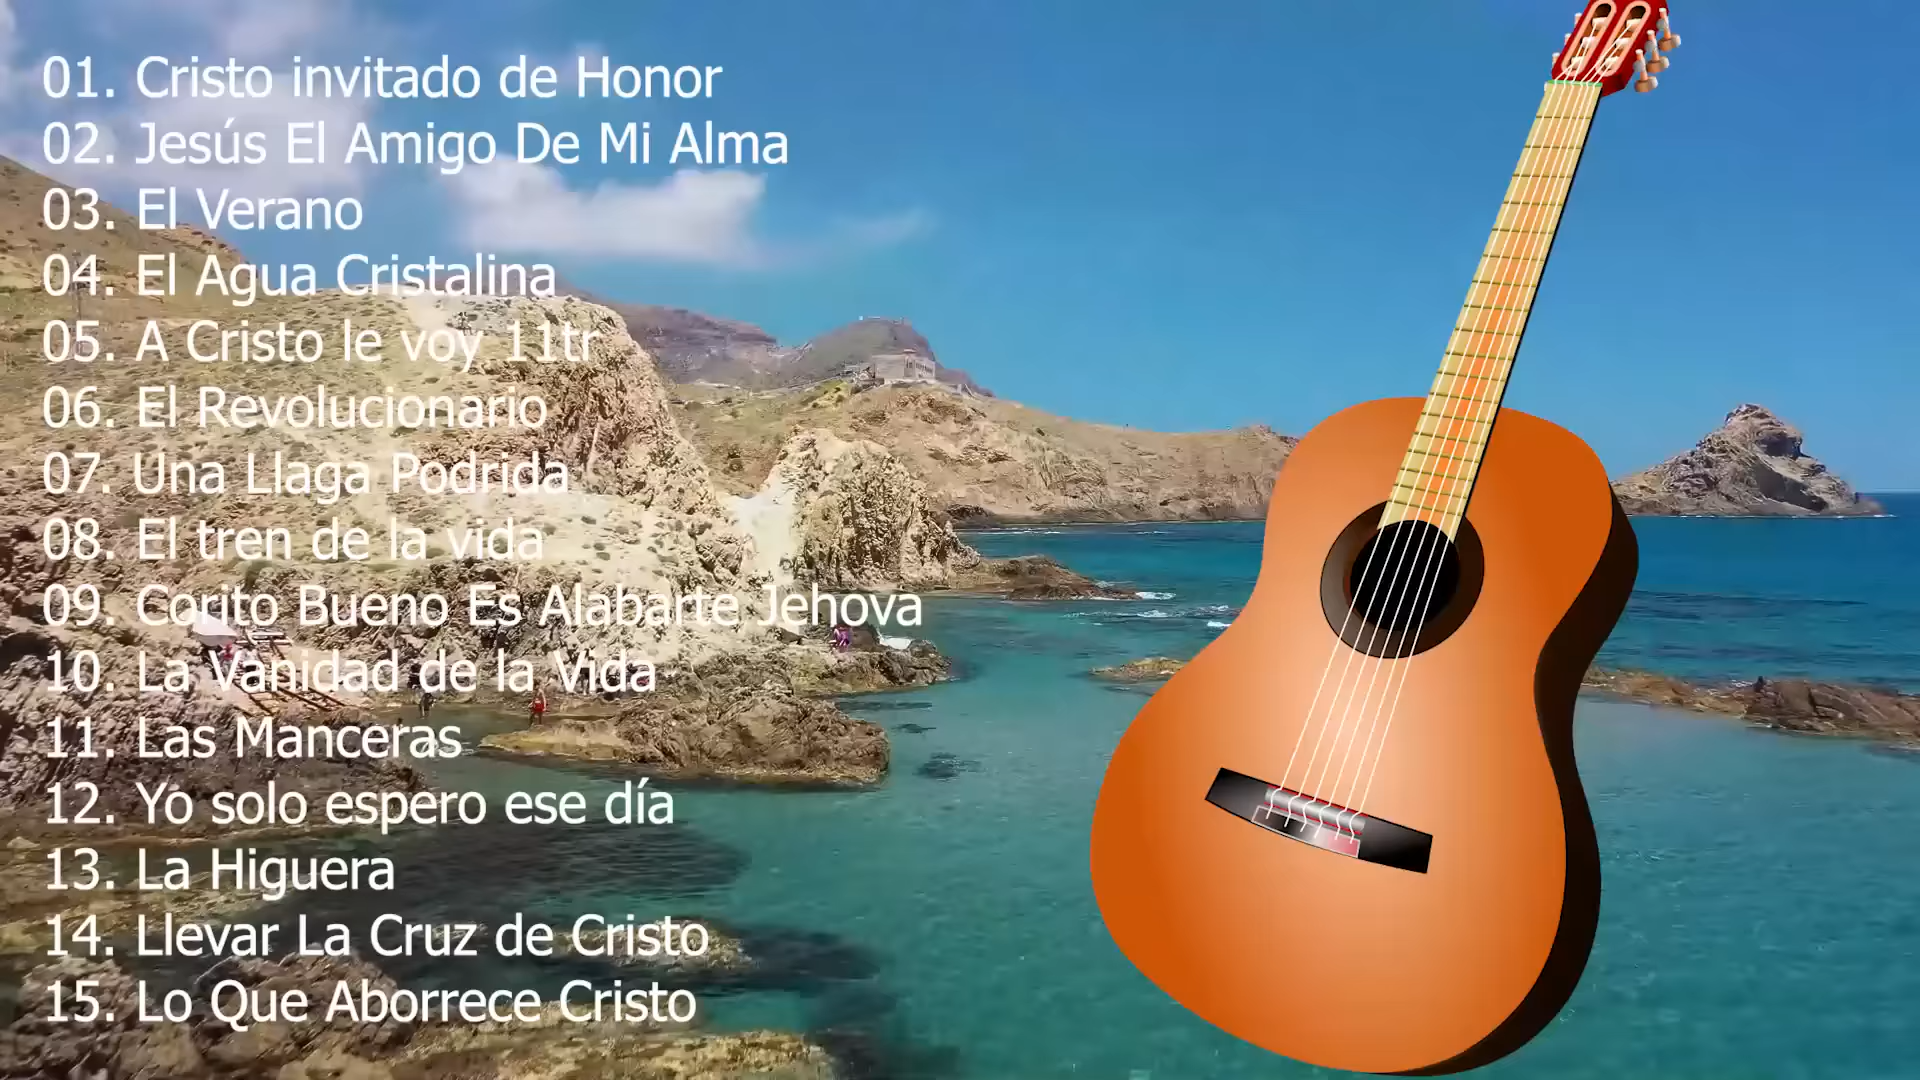 01. Cristo invitado de Honor
02. Jesús El Amigo De Mi Alma
03. El Verano
04. El Agua Cristalina
05. A Cristo le voy 11tr
06. El Revolucionario
07. Una Llaga Podrida
08. El tren de la vida
09. Corito Bueno Es Alabarte Jehova
10. La Vanidad de la Vida
11. Las Manceras
12. Yo solo espero ese día
13. La Higuera
14. Llevar La Cruz de Cristo
15. Lo Que Aborrece Cristo